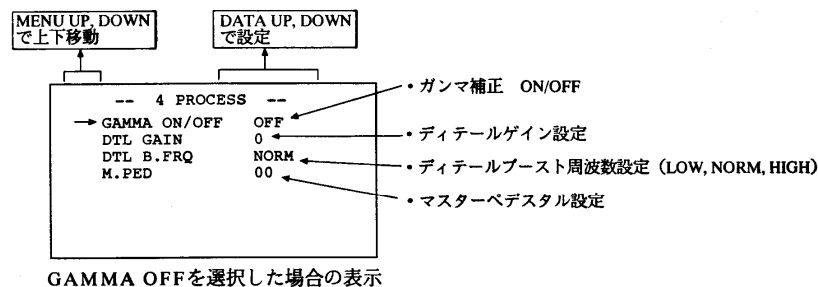 MENU UP, DOWN
で上下移動
DATA UP, DOWN
で設定
-- 4 PROCESS --
GAMMA ON/OFF OFF
DTL GAIN 0
DTL B.FRQ NORM
M.PED 00
・ガンマ補正 ON/OFF
・ディテールゲイン設定
・ディテールブースト周波数設定（LOW, NORM, HIGH）
・マスターペデスタル設定
GAMMA OFFを選択した場合の表示